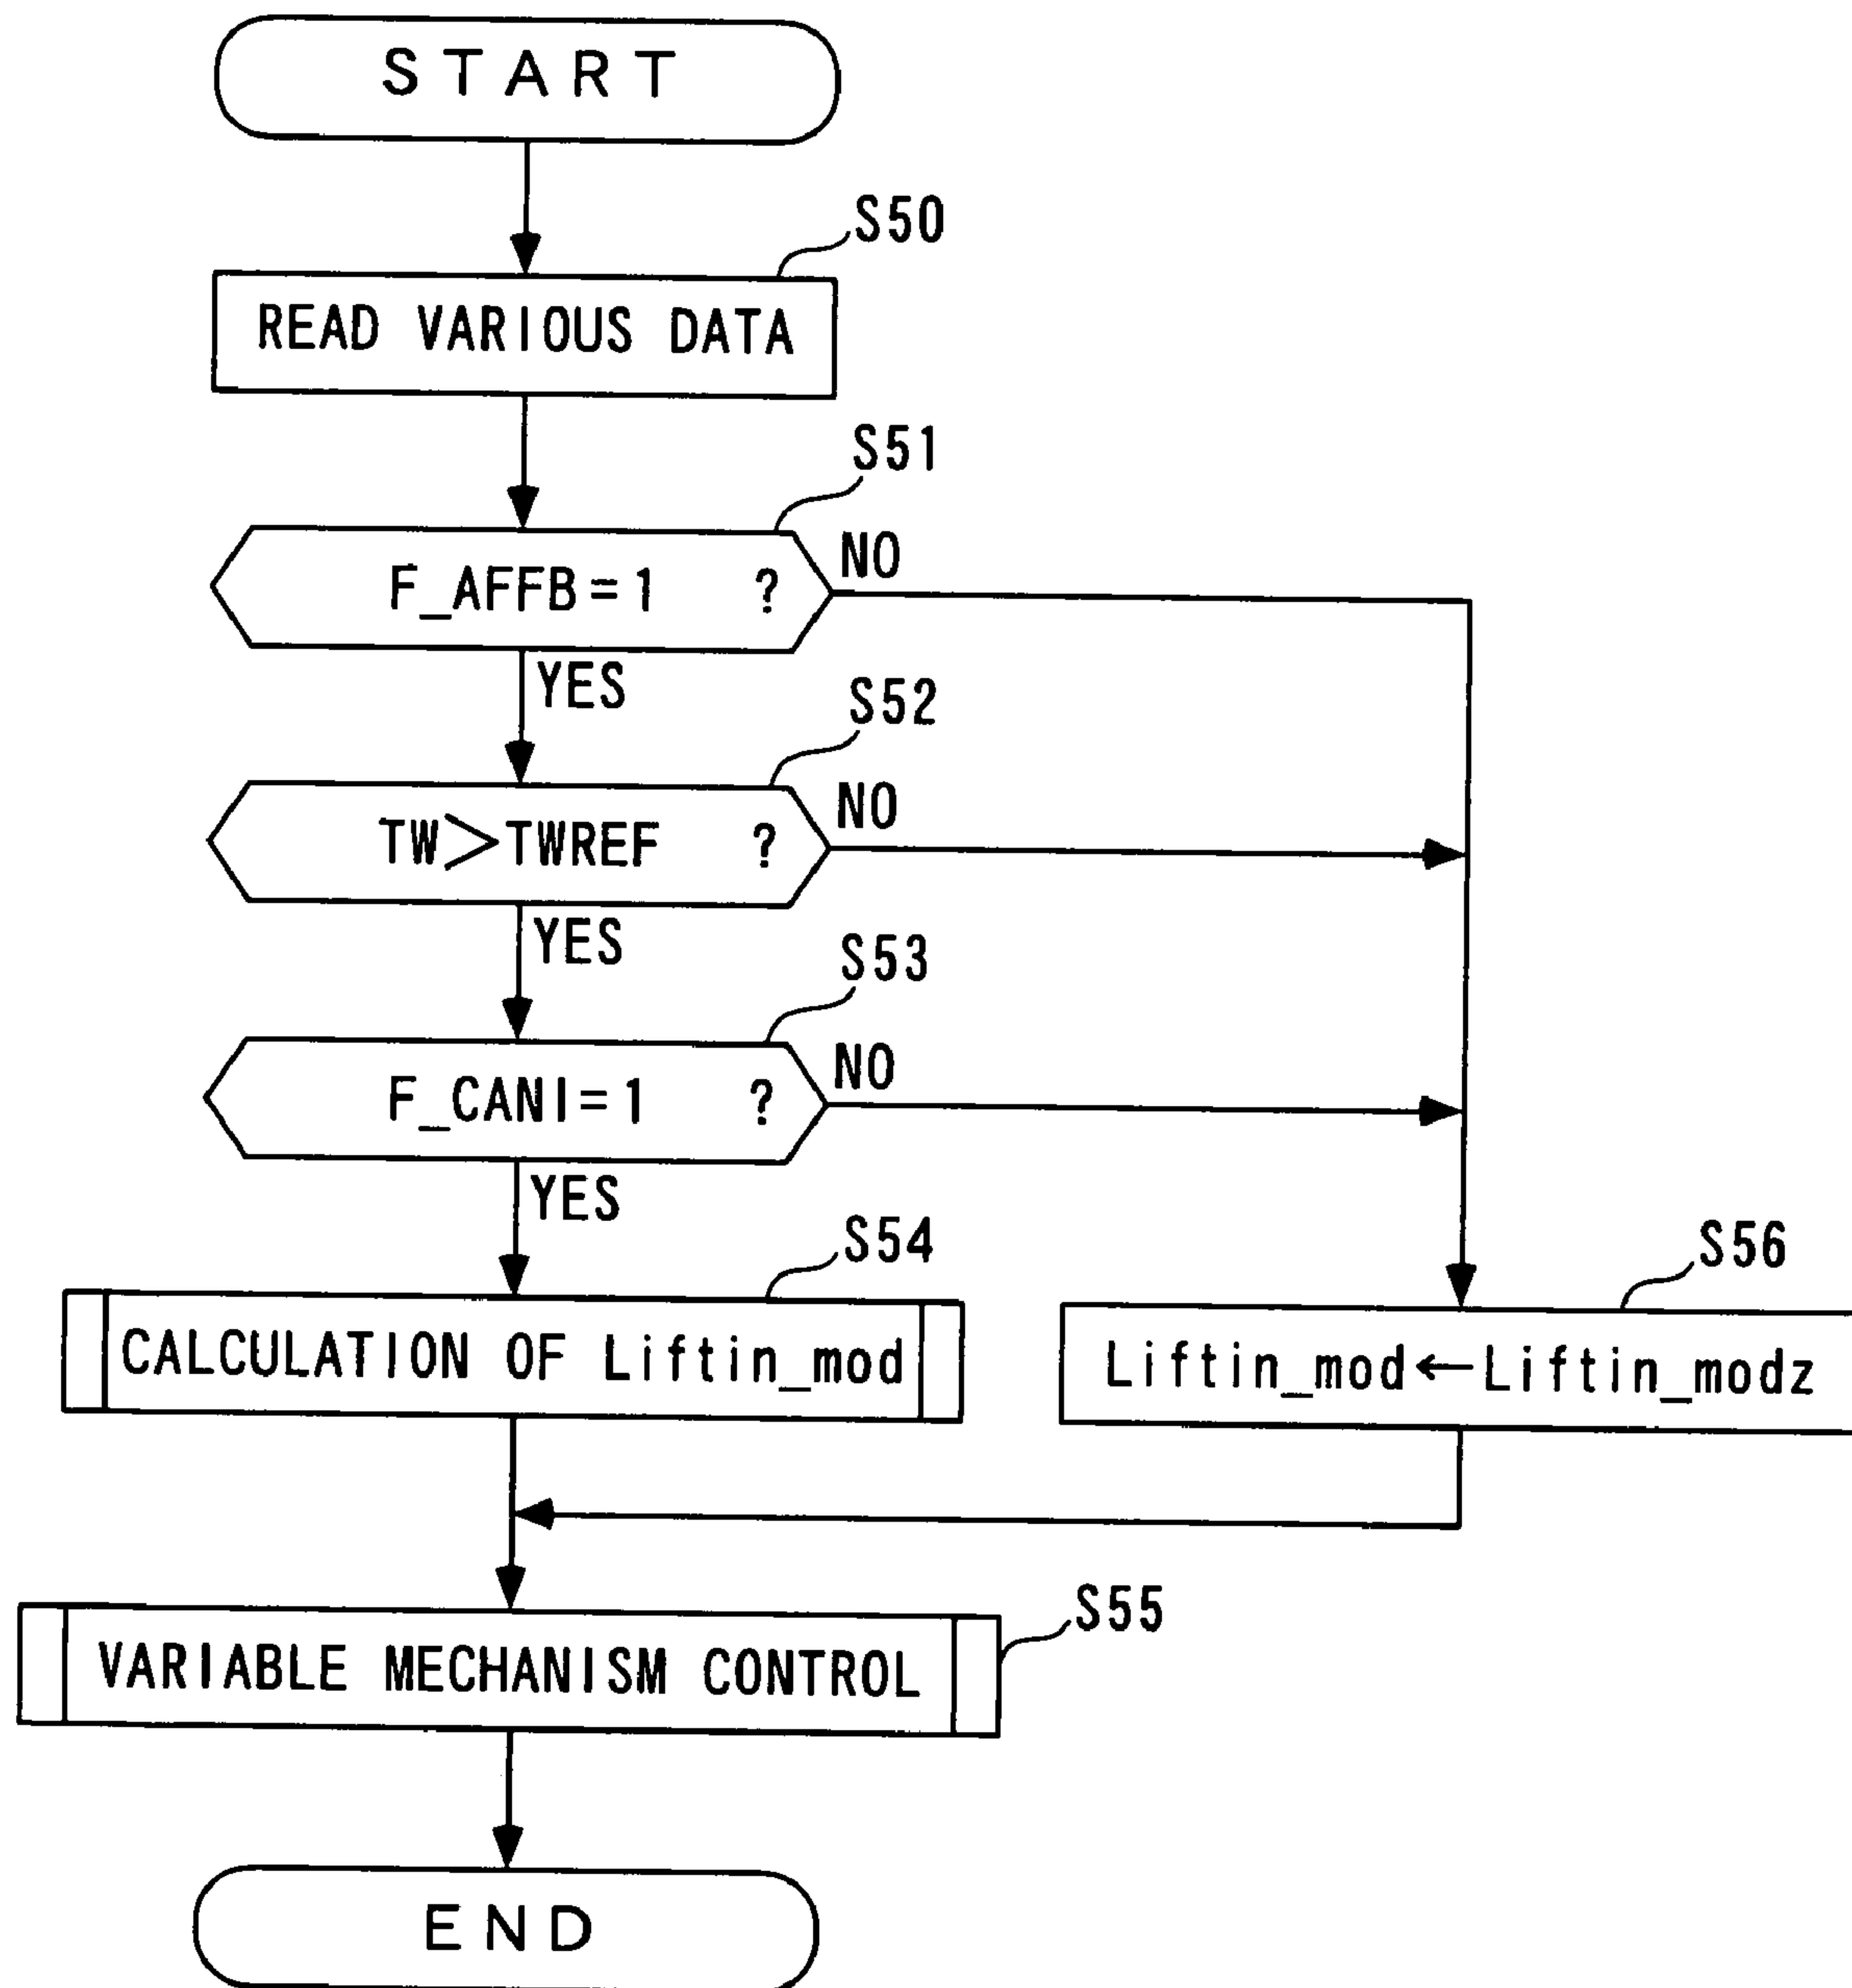 START
S50
READ VARIOUS DATA
S51
F_AFFB=1 ?
NO
YES
S52
TW>TWREF ?
NO
YES
S53
F_CANI=1 ?
NO
YES
S54
CALCULATION OF Liftin_mod
S56
Liftin_mod←Liftin_modz
S55
VARIABLE MECHANISM CONTROL
END